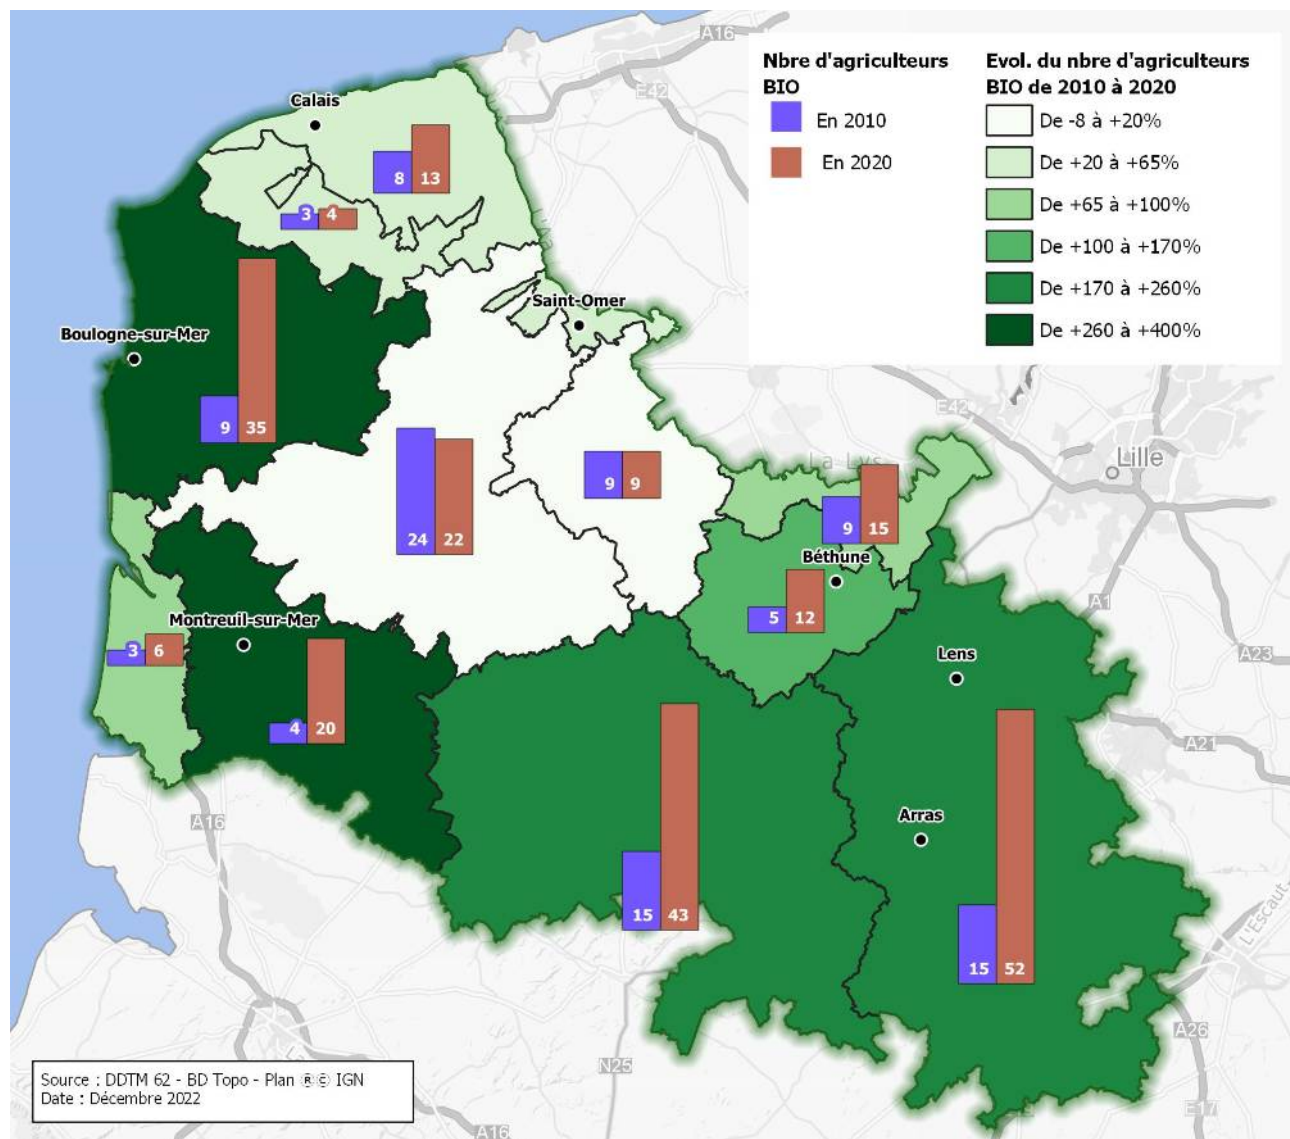 A16
E42
Nbre d'agriculteurs
BIO
En 2010
En 2020
Evol. du nbre d'agriculteurs
BIO de 2010 à 2020
De -8 à +20%
De +20 à +65%
De +65 à +100%
De +100 à +170%
De +170 à +260%
De +260 à +400%
Calais
8 13
3 4
Saint-Omer
Boulogne-sur-Mer
9 35
E42
La Lys
Lille
24 22
9 9
9 15
Béthune
5 12
A1
Montreuil-sur-Mer
3 6
4 20
Lens
A23
A21
Arras
A16
15 43
15 52
L'Escaut
A26
N25
E17
A16
Source : DDTM 62 - BD Topo - Plan ® © IGN
Date : Décembre 2022